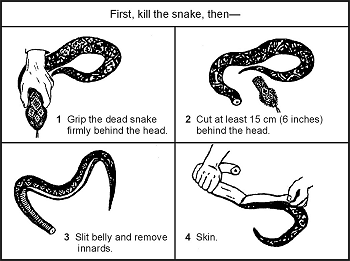 First, kill the snake, then—
1 Grip the dead snake
firmly behind the head.
2 Cut at least 15 cm (6 inches)
behind the head.
3 Slit belly and remove
innards.
4 Skin.